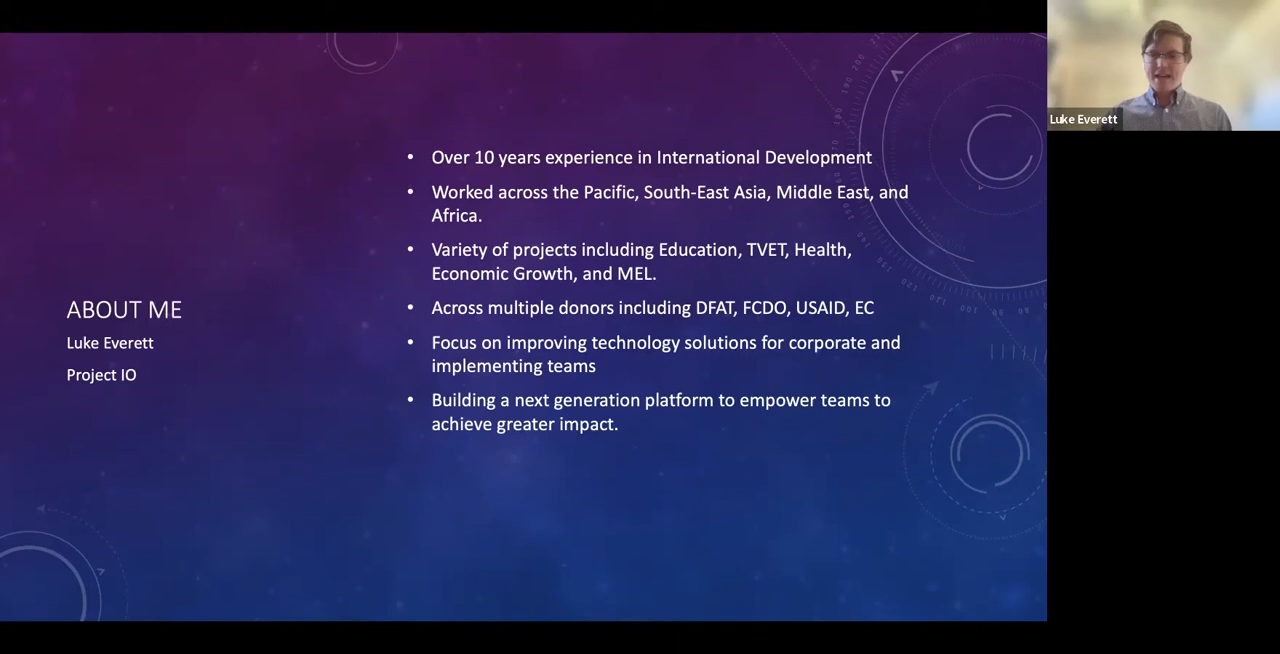 Luke Everett
ABOUT ME
Luke Everett
Project IO
• Over 10 years experience in International Development
• Worked across the Pacific, South-East Asia, Middle East, and
Africa.
• Variety of projects including Education, TVET, Health,
Economic Growth, and MEL.
• Across multiple donors including DFAT, FCDO, USAID, EC
• Focus on improving technology solutions for corporate and
implementing teams
• Building a next generation platform to empower teams to
achieve greater impact.